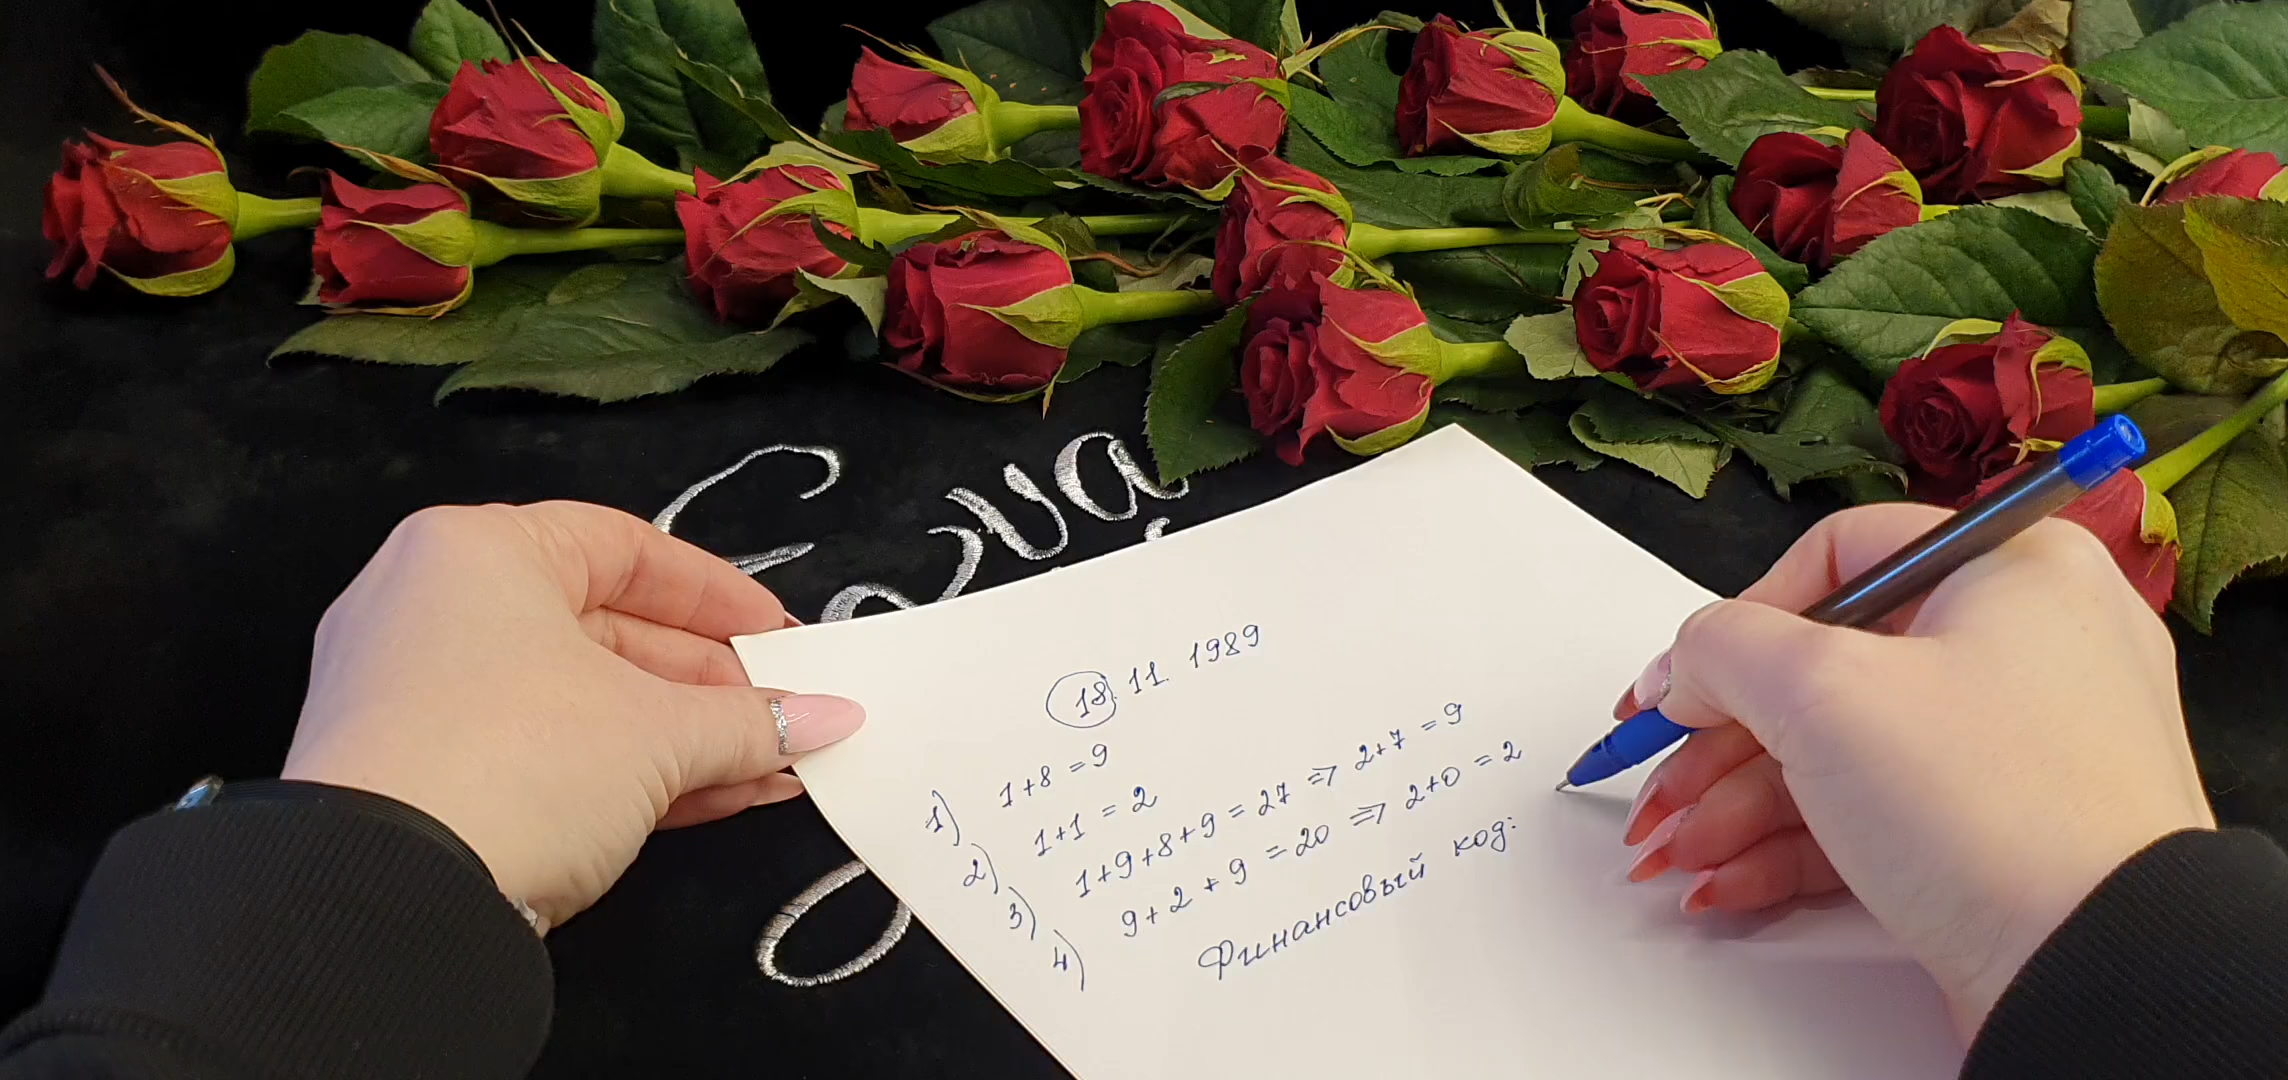 Eva
18. 11. 1989
1) 1+8 = 9
2) 1+1 = 2
3) 1+9+8+9 = 27 => 2+7 = 9
4) 9+2+9 = 20 => 2+0 = 2
Финансовый код: